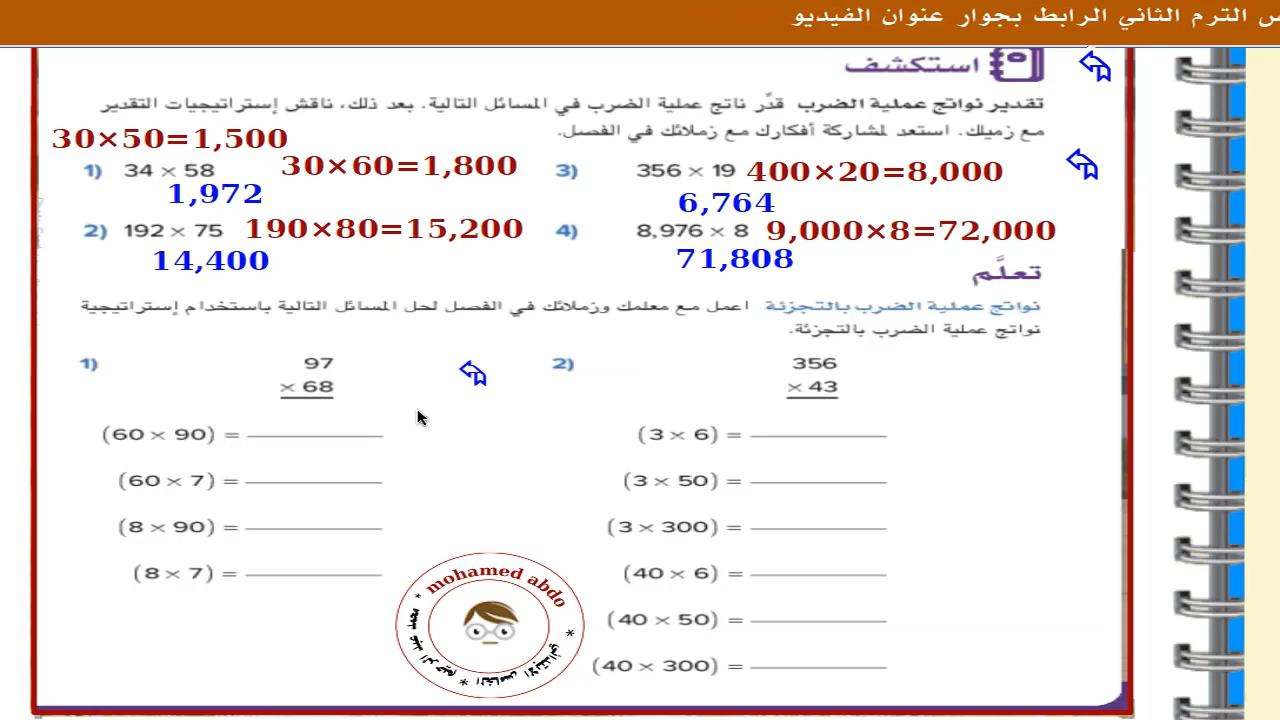 س الترم الثاني الرابط بجوار عنوان الفيديو
استكشف
تقدير نواتج عملية الضرب قدِّر ناتج عملية الضرب في المسائل التالية. بعد ذلك، ناقش إستراتيجيات التقدير
مع زميلك. استعد لمشاركة أفكارك مع زملائك في الفصل.
30×50=1,500
1) 34 × 58 30×60=1,800
1,972
3) 356 × 19 400×20=8,000
6,764
2) 192 × 75 190×80=15,200
14,400
4) 8,976 × 8 9,000×8=72,000
71,808
تعلَّم
نواتج عملية الضرب بالتجزئة اعمل مع معلمك وزملائك في الفصل لحل المسائل التالية باستخدام إستراتيجية
نواتج عملية الضرب بالتجزئة.
1) 97
× 68
(60 × 90) =
(60 × 7) =
(8 × 90) =
(8 × 7) =
2) 356
× 43
(3 × 6) =
(3 × 50) =
(3 × 300) =
(40 × 6) =
(40 × 50) =
(40 × 300) =
mohamed abdo
* محمد عبد الرحيم * الخامس الابتدائي *